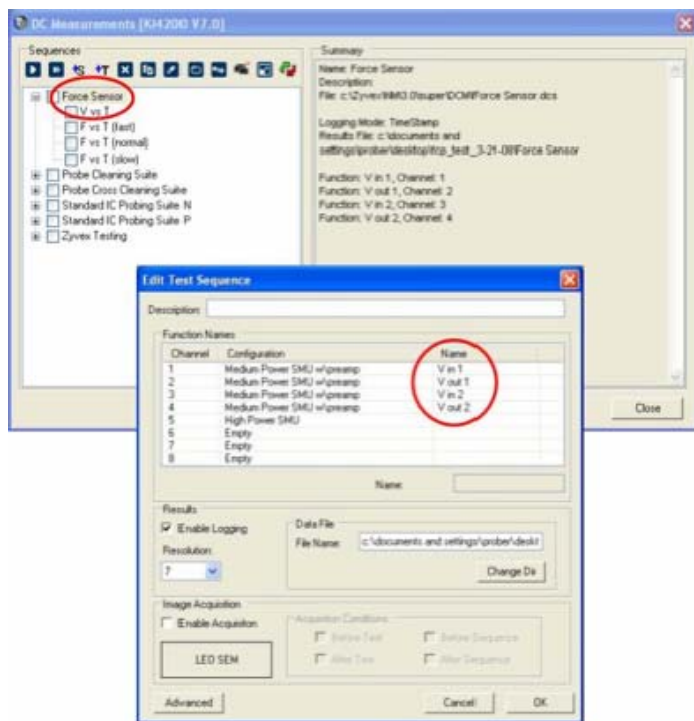 DC Measurements [KI4200 V7.0]
Sequences
Force Sensor
V vs T
F vs T (fast)
F vs T (normal)
F vs T (slow)
Probe Cleaning Suite
Probe Cross Cleaning Suite
Standard IC Probing Suite N
Standard IC Probing Suite P
Zyvex Testing
Summary
Name: Force Sensor
Description:
Logging Mode: TimeStamp
Results File: c:\documents and
Function: V in 1, Channel: 1
Function: V out 1, Channel: 2
Function: V in 2, Channel: 3
Function: V out 2, Channel: 4
Close
Edit Test Sequence
Description:
Function Names
Channel Configuration Name
1 Medium Power SMU w\preamp V in 1
2 Medium Power SMU w\preamp V out 1
3 Medium Power SMU w\preamp V in 2
4 Medium Power SMU w\preamp V out 2
5 High Power SMU
6 Empty
7 Empty
8 Empty
Name:
Results
Enable Logging
Resolution:
7
Data File
File Name: c:\documents and settings\prober\deskt
Change Dir
Image Acquisition
Enable Acquisiton
LEO SEM
Acquisition Conditions
Before Test Before Sequence
After Test After Sequence
Advanced Cancel OK